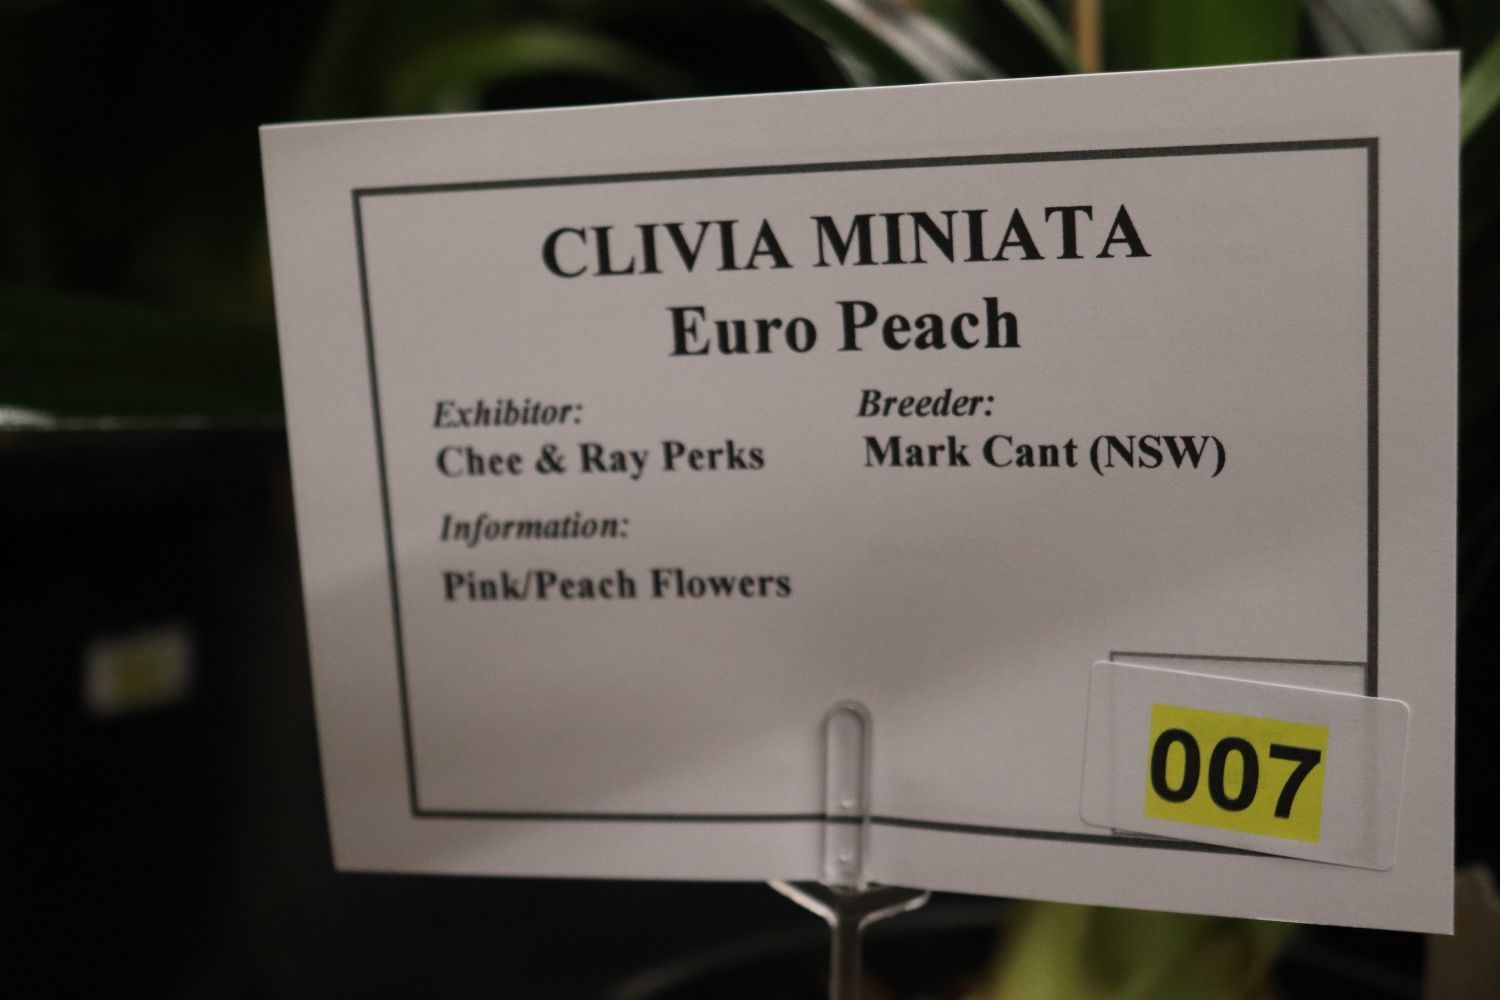 CLIVIA MINIATA
Euro Peach
Exhibitor:
Chee & Ray Perks
Breeder:
Mark Cant (NSW)
Information:
Pink/Peach Flowers
007